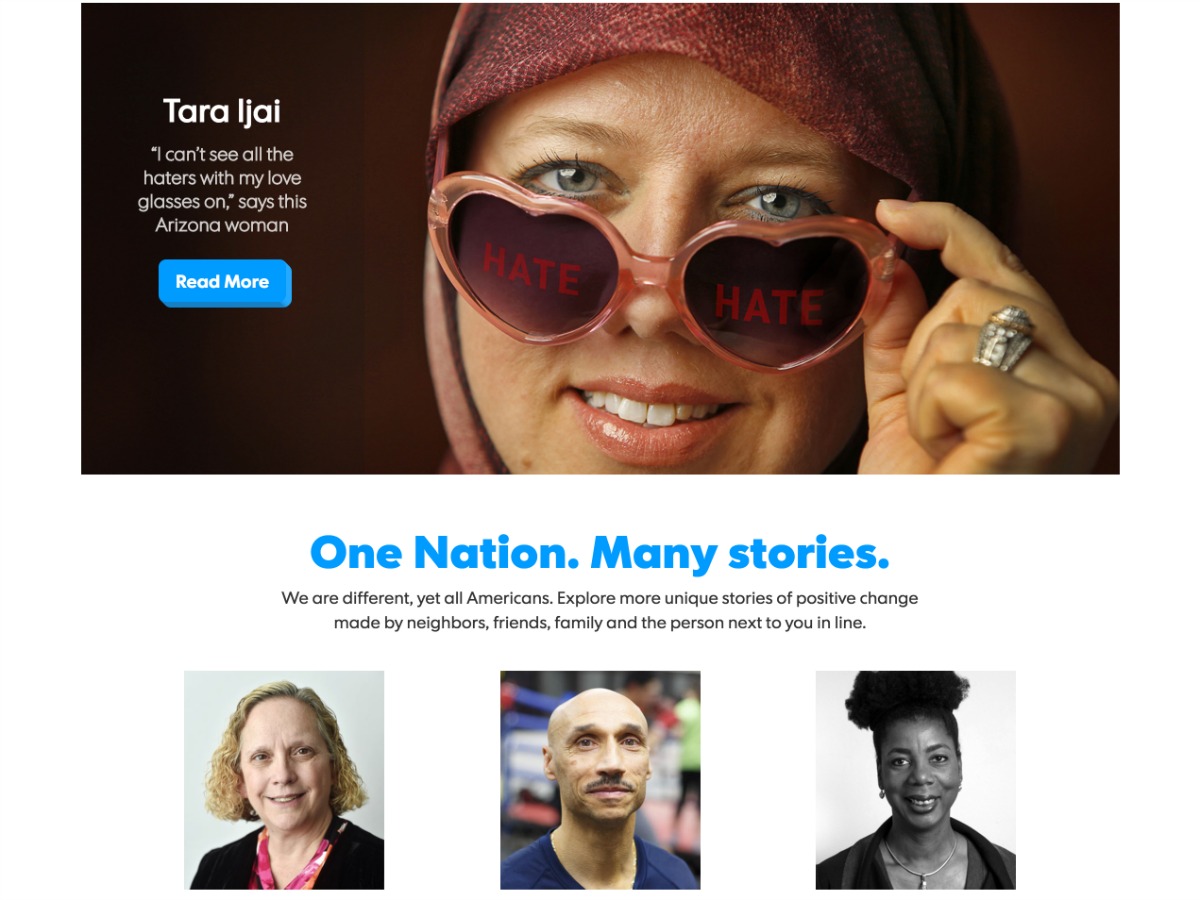 Tara Ijai
“I can’t see all the
haters with my love
glasses on,” says this
Arizona woman
Read More
HATE HATE
One Nation. Many stories.
We are different, yet all Americans. Explore more unique stories of positive change
made by neighbors, friends, family and the person next to you in line.